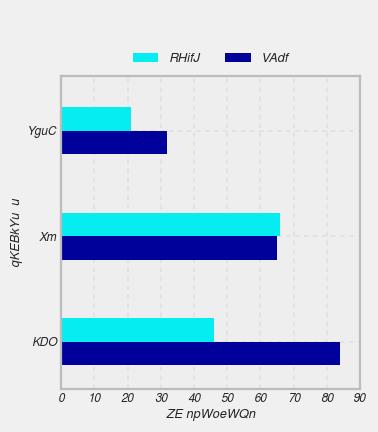 RHifJ VAdf
YguC
Xm
KDO
qKEBkYu u
0 10 20 30 40 50 60 70 80 90
ZE npWoeWQn